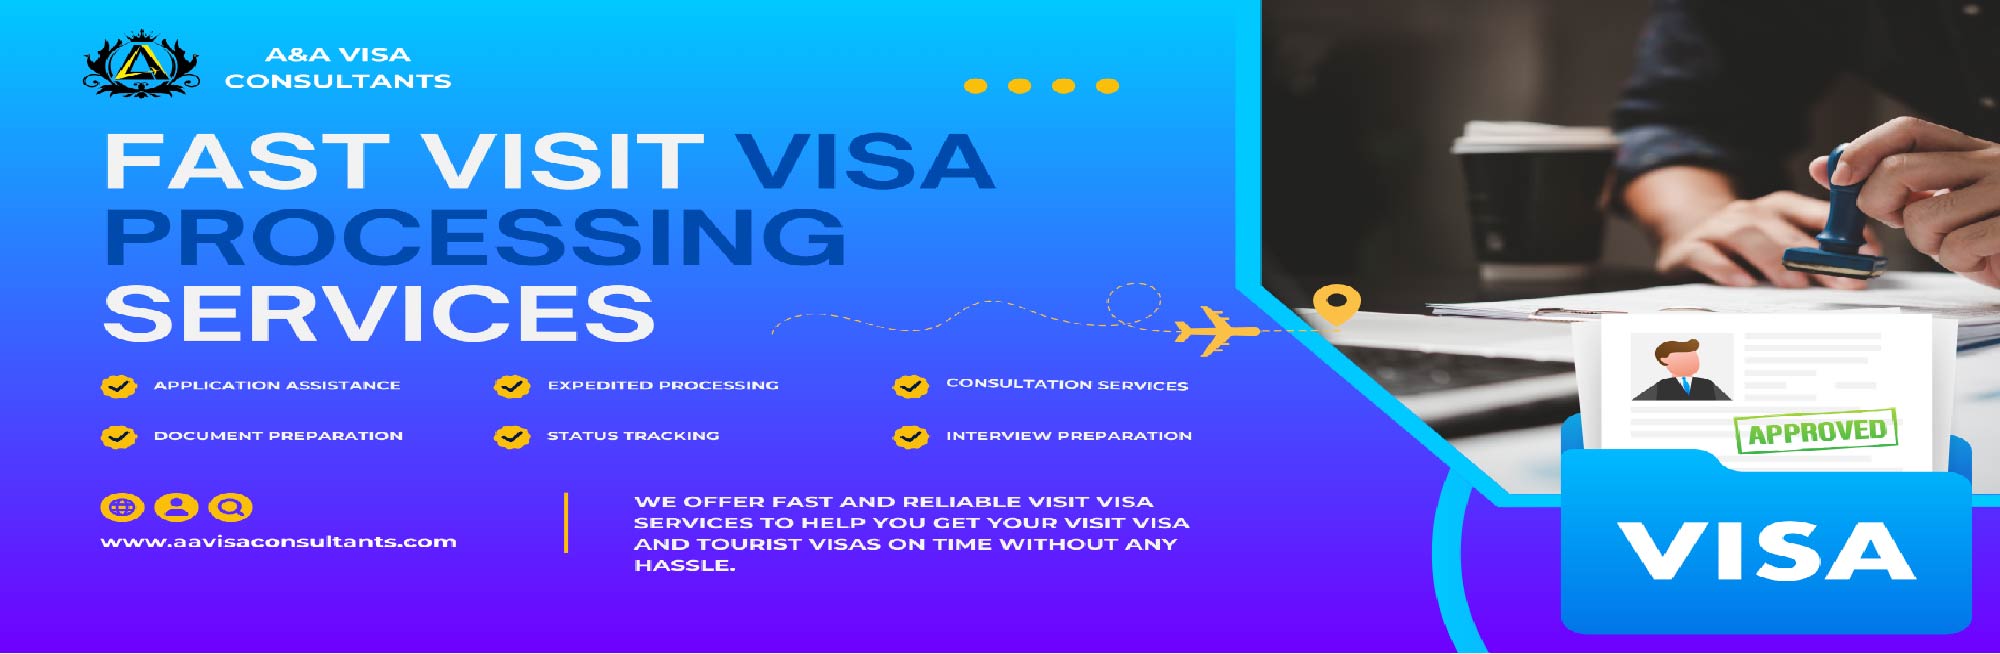 A&A VISA
CONSULTANTS
FAST VISIT VISA
PROCESSING
SERVICES
APPLICATION ASSISTANCE
EXPEDITED PROCESSING
CONSULTATION SERVICES
DOCUMENT PREPARATION
STATUS TRACKING
INTERVIEW PREPARATION
www.aavisaconsultants.com
WE OFFER FAST AND RELIABLE VISIT VISA
SERVICES TO HELP YOU GET YOUR VISIT VISA
AND TOURIST VISAS ON TIME WITHOUT ANY
HASSLE.
APPROVED
VISA